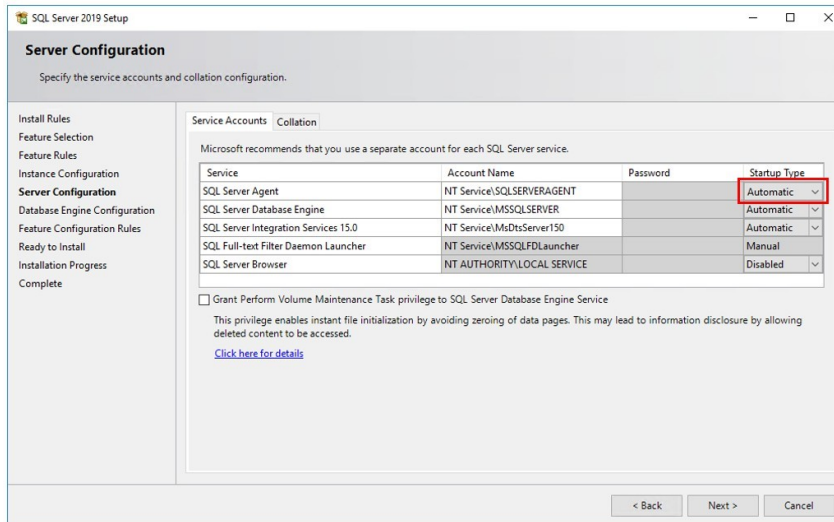 SQL Server 2019 Setup
Server Configuration
Specify the service accounts and collation configuration.
Install Rules
Feature Selection
Feature Rules
Instance Configuration
Server Configuration
Database Engine Configuration
Feature Configuration Rules
Ready to Install
Installation Progress
Complete
Service Accounts Collation
Microsoft recommends that you use a separate account for each SQL Server service.
Service Account Name Password Startup Type
SQL Server Agent NT Service\SQLSERVERAGENT Automatic
SQL Server Database Engine NT Service\MSSQLSERVER Automatic
SQL Server Integration Services 15.0 NT Service\MsDtsServer150 Automatic
SQL Full-text Filter Daemon Launcher NT Service\MSSQLFDLauncher Manual
SQL Server Browser NT AUTHORITY\LOCAL SERVICE Disabled
Grant Perform Volume Maintenance Task privilege to SQL Server Database Engine Service
This privilege enables instant file initialization by avoiding zeroing of data pages. This may lead to information disclosure by allowing
deleted content to be accessed.
Click here for details
< Back Next > Cancel